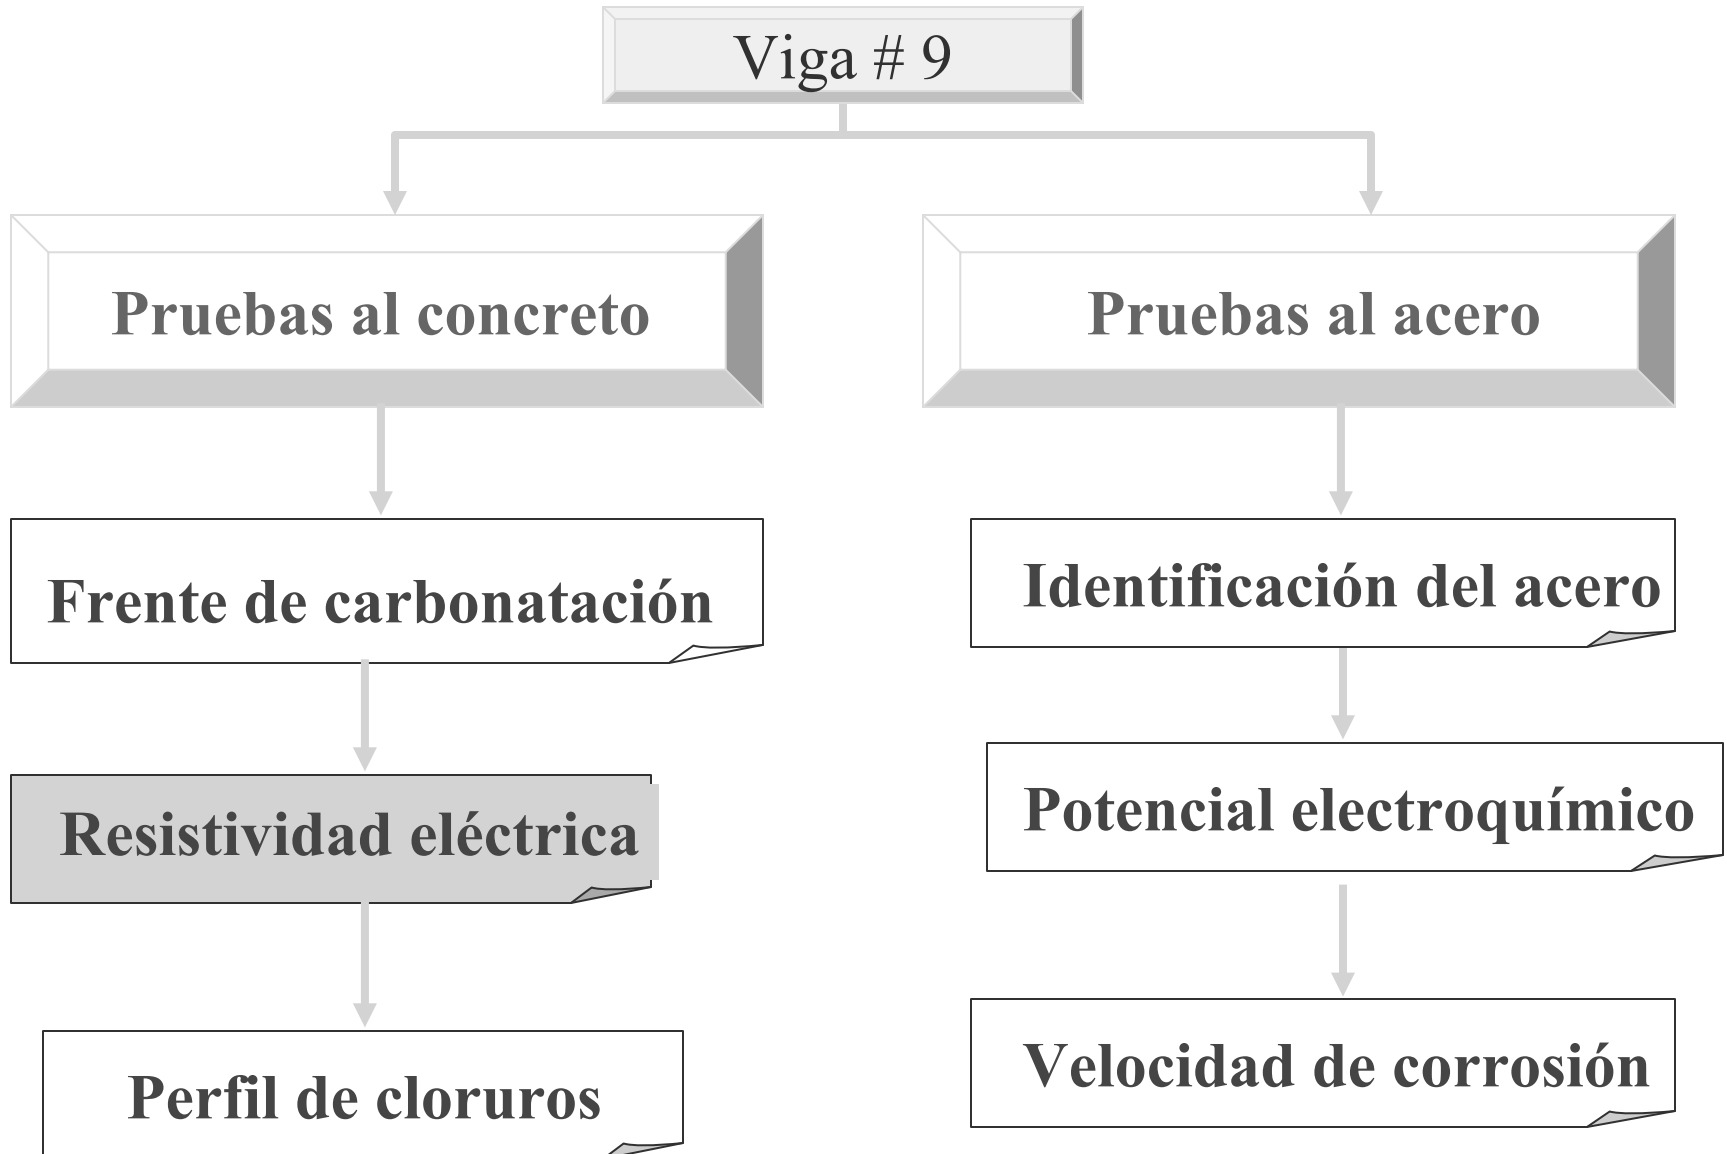 Viga # 9
Pruebas al concreto
Pruebas al acero
Frente de carbonatación
Identificación del acero
Resistividad eléctrica
Potencial electroquímico
Perfil de cloruros
Velocidad de corrosión